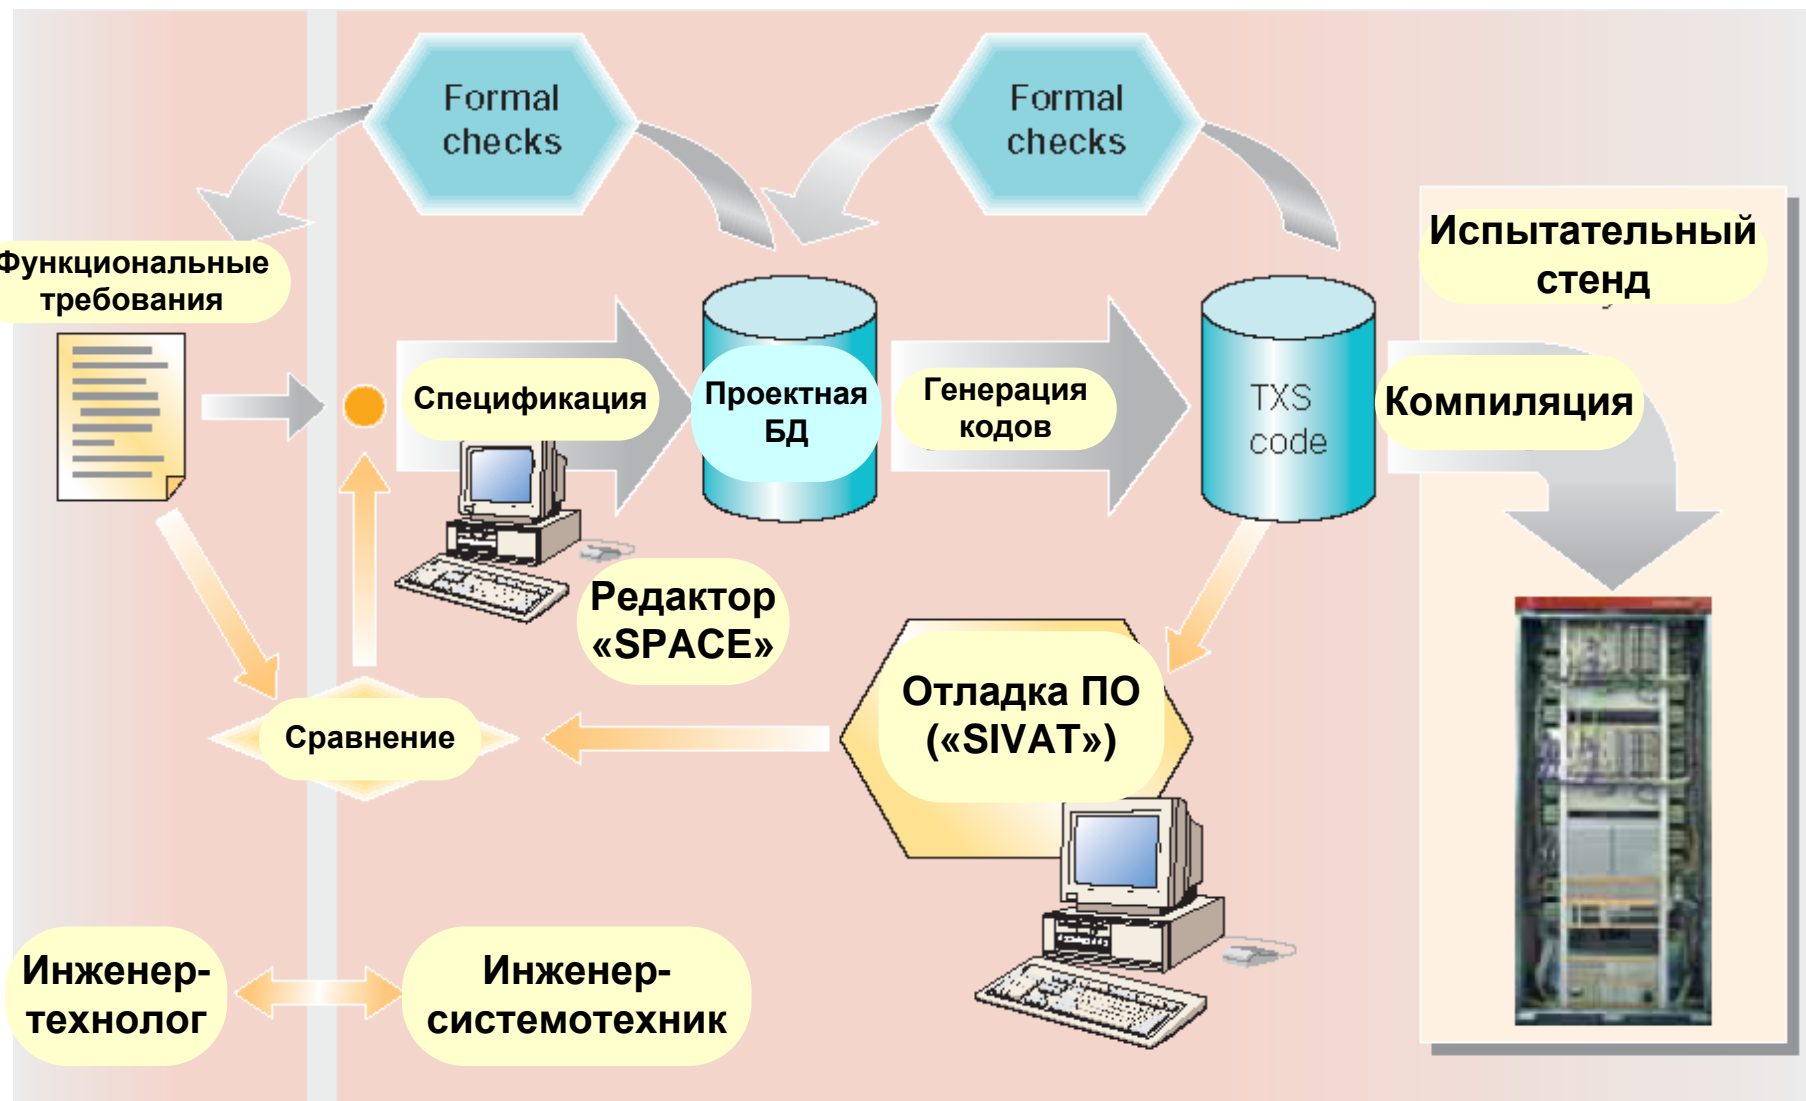 Formal
checks
Formal
checks
Функциональные
требования
Испытательный
стенд
Спецификация
Проектная
БД
Генерация
кодов
TXS
code
Компиляция
Редактор
«SPACE»
Отладка ПО
(«SIVAT»)
Сравнение
Инженер-
технолог
Инженер-
системотехник